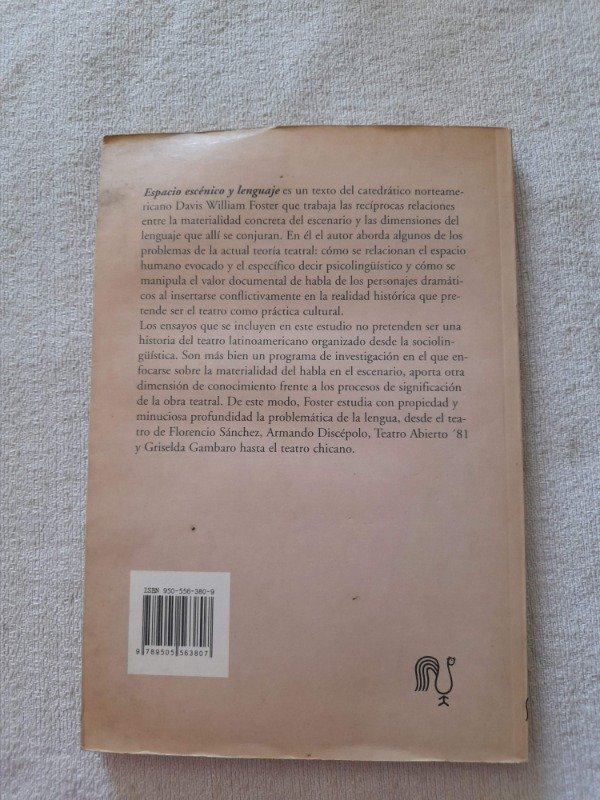 Espacio escénico y lenguaje es un texto del catedrático norteame-
ricano Davis William Foster que trabaja las recíprocas relaciones
entre la materialidad concreta del escenario y las dimensiones del
lenguaje que allí se conjuran. En él el autor aborda algunos de los
problemas de la actual teoría teatral: cómo se relacionan el espacio
humano evocado y el específico decir psicolingüístico y cómo se
manipula el valor documental de habla de los personajes dramáti-
cos al insertarse conflictivamente en la realidad histórica que pre-
tende ser el teatro como práctica cultural.
Los ensayos que se incluyen en este estudio no pretenden ser una
historia del teatro latinoamericano organizado desde la sociolin-
güística. Son más bien un programa de investigación en el que en-
focarse sobre la materialidad del habla en el escenario, aporta otra
dimensión de conocimiento frente a los procesos de significación
de la obra teatral. De este modo, Foster estudia con propiedad y
minuciosa profundidad la problemática de la lengua, desde el tea-
tro de Florencio Sánchez, Armando Discépolo, Teatro Abierto ´81
y Griselda Gambaro hasta el teatro chicano.
ISBN 950-556-380-9
9 789505 563807